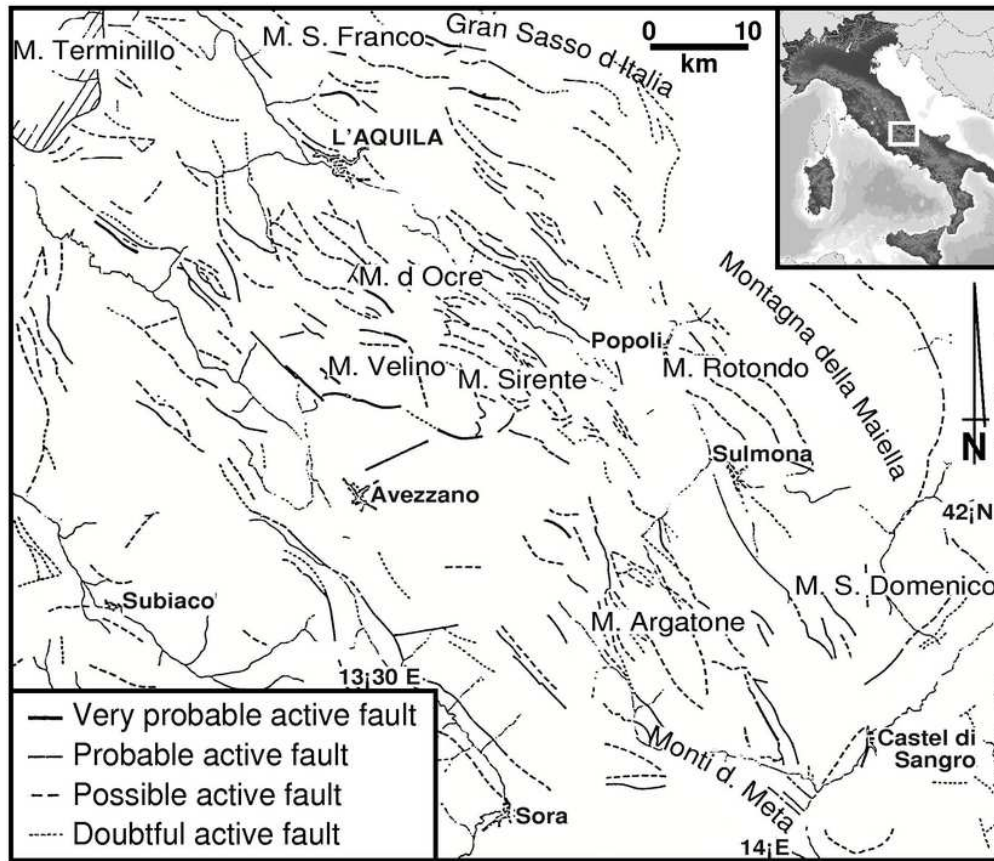 M. Terminillo
M. S. Franco
Gran Sasso d Italia
0 10
km
L'AQUILA
M. d Ocre
Popoli
M. Velino
M. Sirente
M. Rotondo
Montagna della Maiella
N
Sulmona
Avezzano
42¡N
Subiaco
M. S. Domenico
M. Argatone
13¡30 E
Very probable active fault
Probable active fault
Possible active fault
Doubtful active fault
Monti d. Meta
Castel di
Sangro
Sora
14¡E